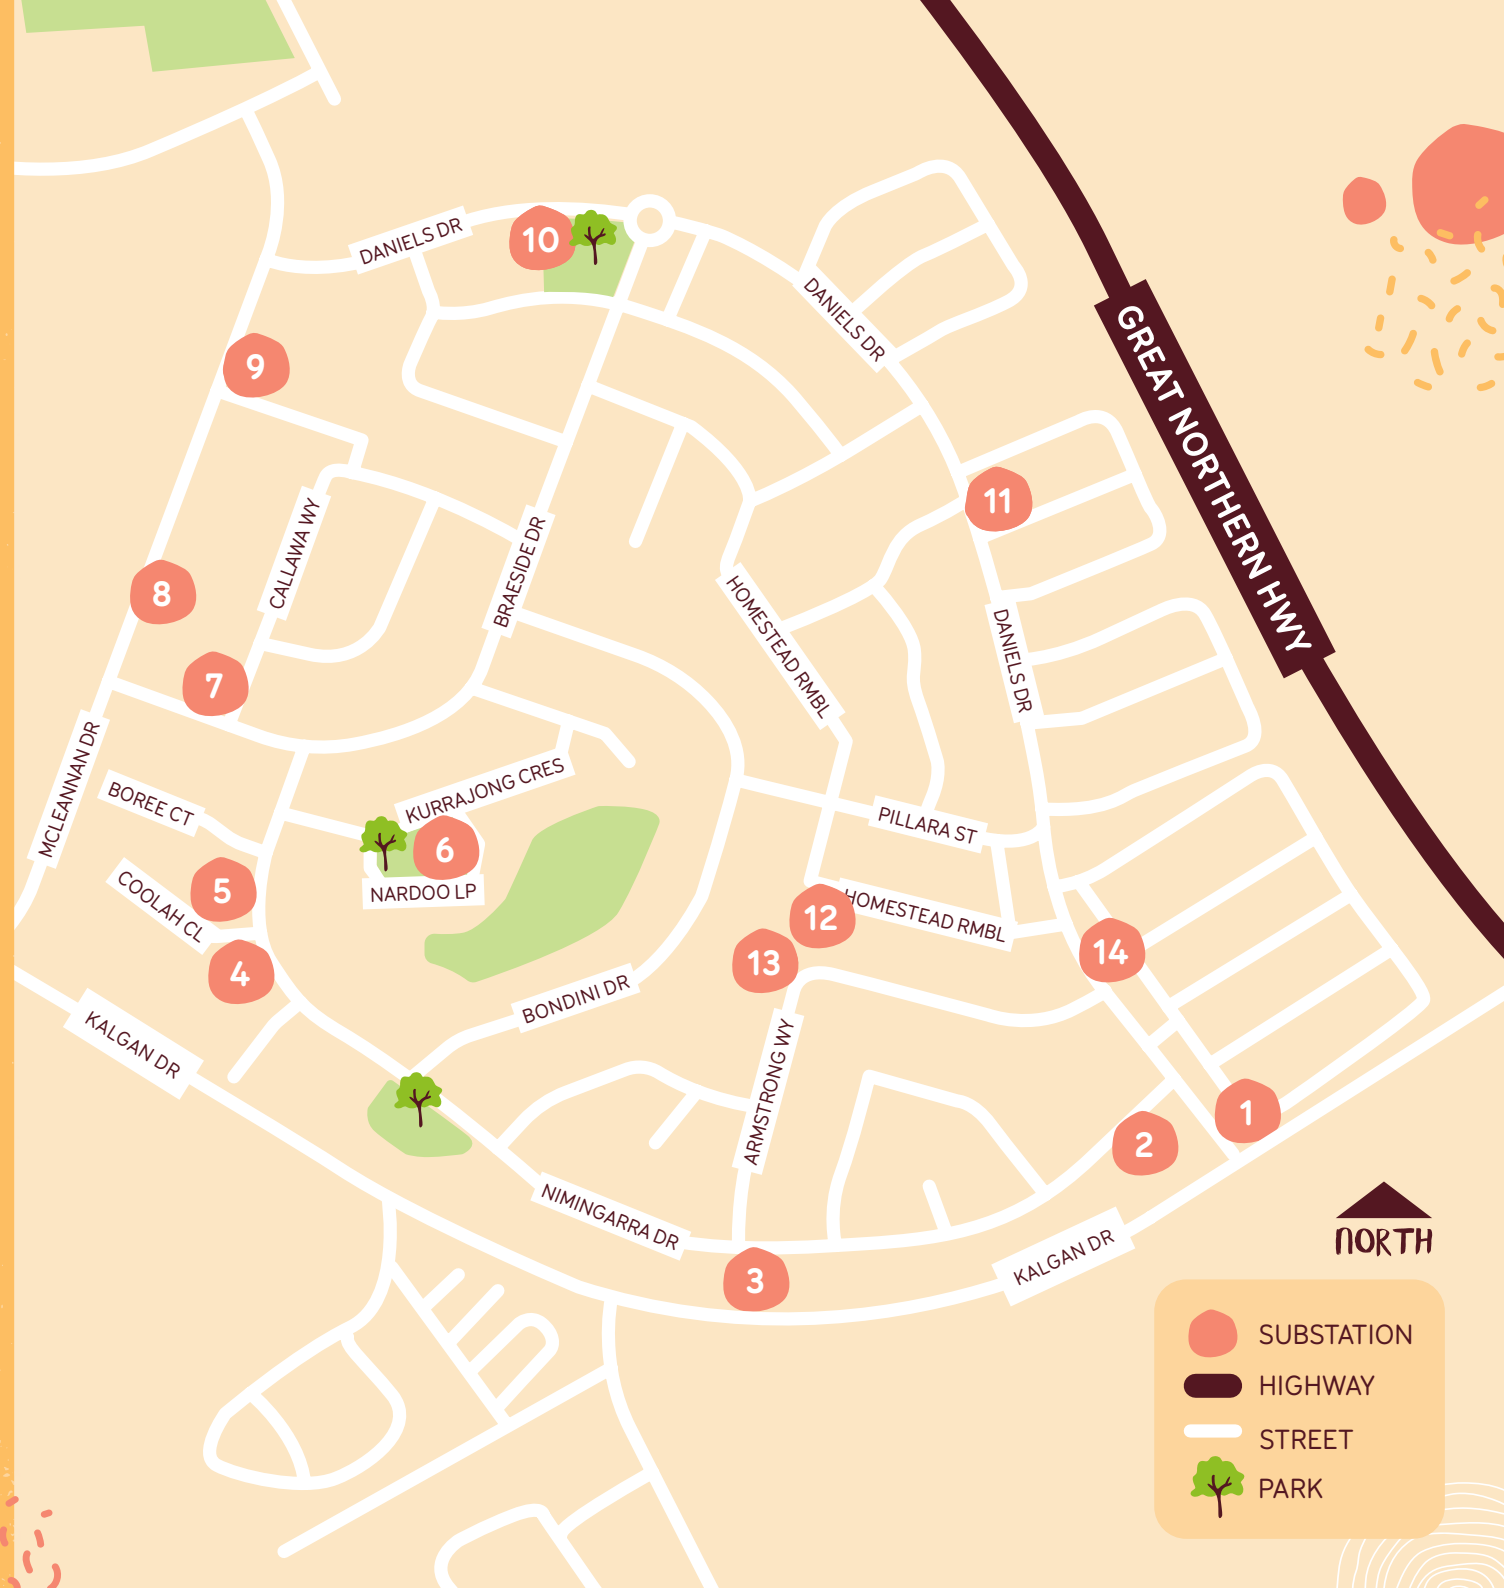 DANIELS DR
10
DANIELS DR
GREAT NORTHERN HWY
9
11
CALLAWA WY
BRAESIDE DR
8
HOMESTEAD RMBL
DANIELS DR
7
MCLEANNAN DR
BOREE CT
KURRAJONG CRES
PILLARA ST
6
NARDOO LP
5
COOLAH CL
HOMESTEAD RMBL
12
13
14
4
BONDINI DR
KALGAN DR
ARMSTRONG WY
1
2
NIMINGARRA DR
KALGAN DR
3
NORTH
SUBSTATION
HIGHWAY
STREET
PARK